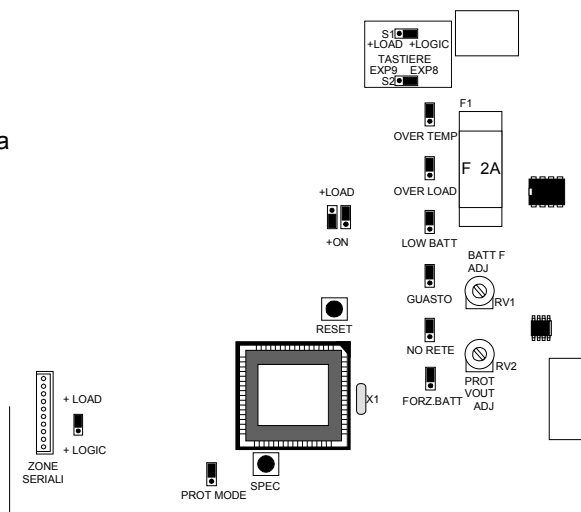 S1
+LOAD +LOGIC
TASTIERE
EXP9 EXP8
S2
F1
OVER TEMP
a
F 2A
OVER LOAD
+LOAD
+ON
LOW BATT
BATT F
ADJ
GUASTO
RV1
RESET
NO RETE
RV2
PROT
VOUT
ADJ
FORZ.BATT
X1
+ LOAD
+ LOGIC
ZONE
SERIALI
SPEC
PROT MODE